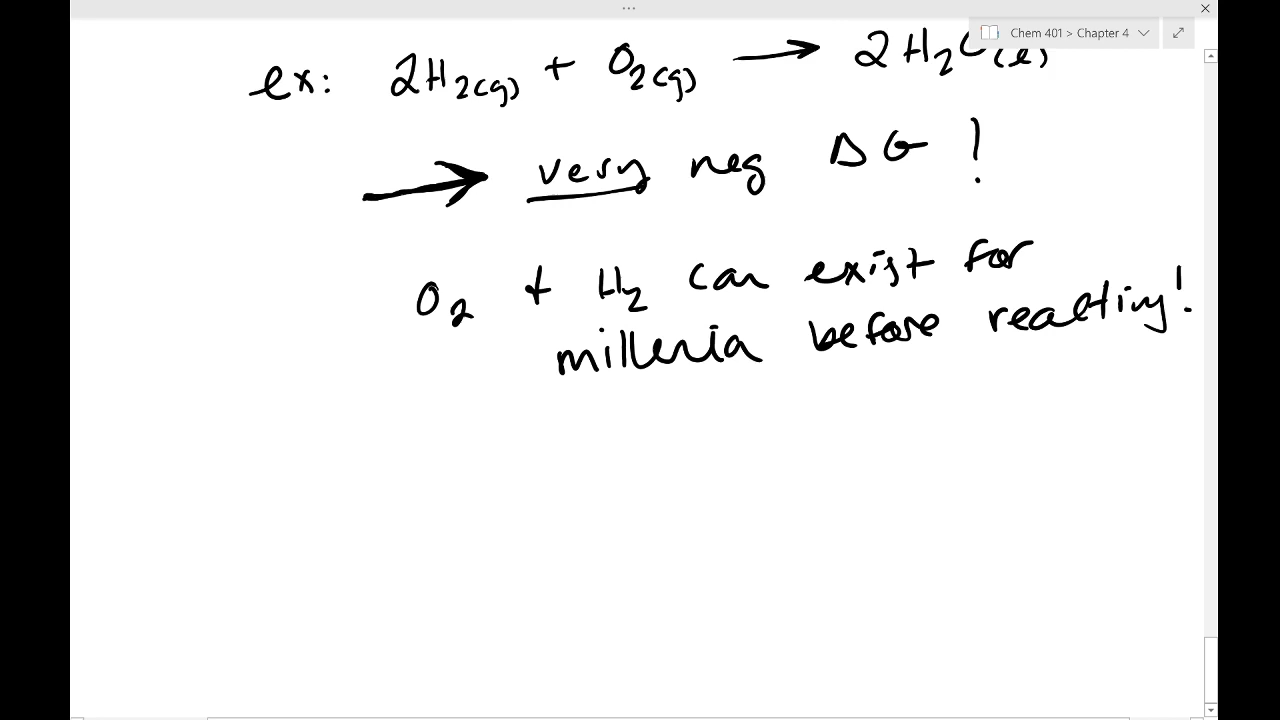 Chem 401 > Chapter 4
ex: 2H₂(g) + O₂(g) → 2H₂O(l)
→ very neg ΔG !
O₂ + H₂ can exist for
millenia before reacting!